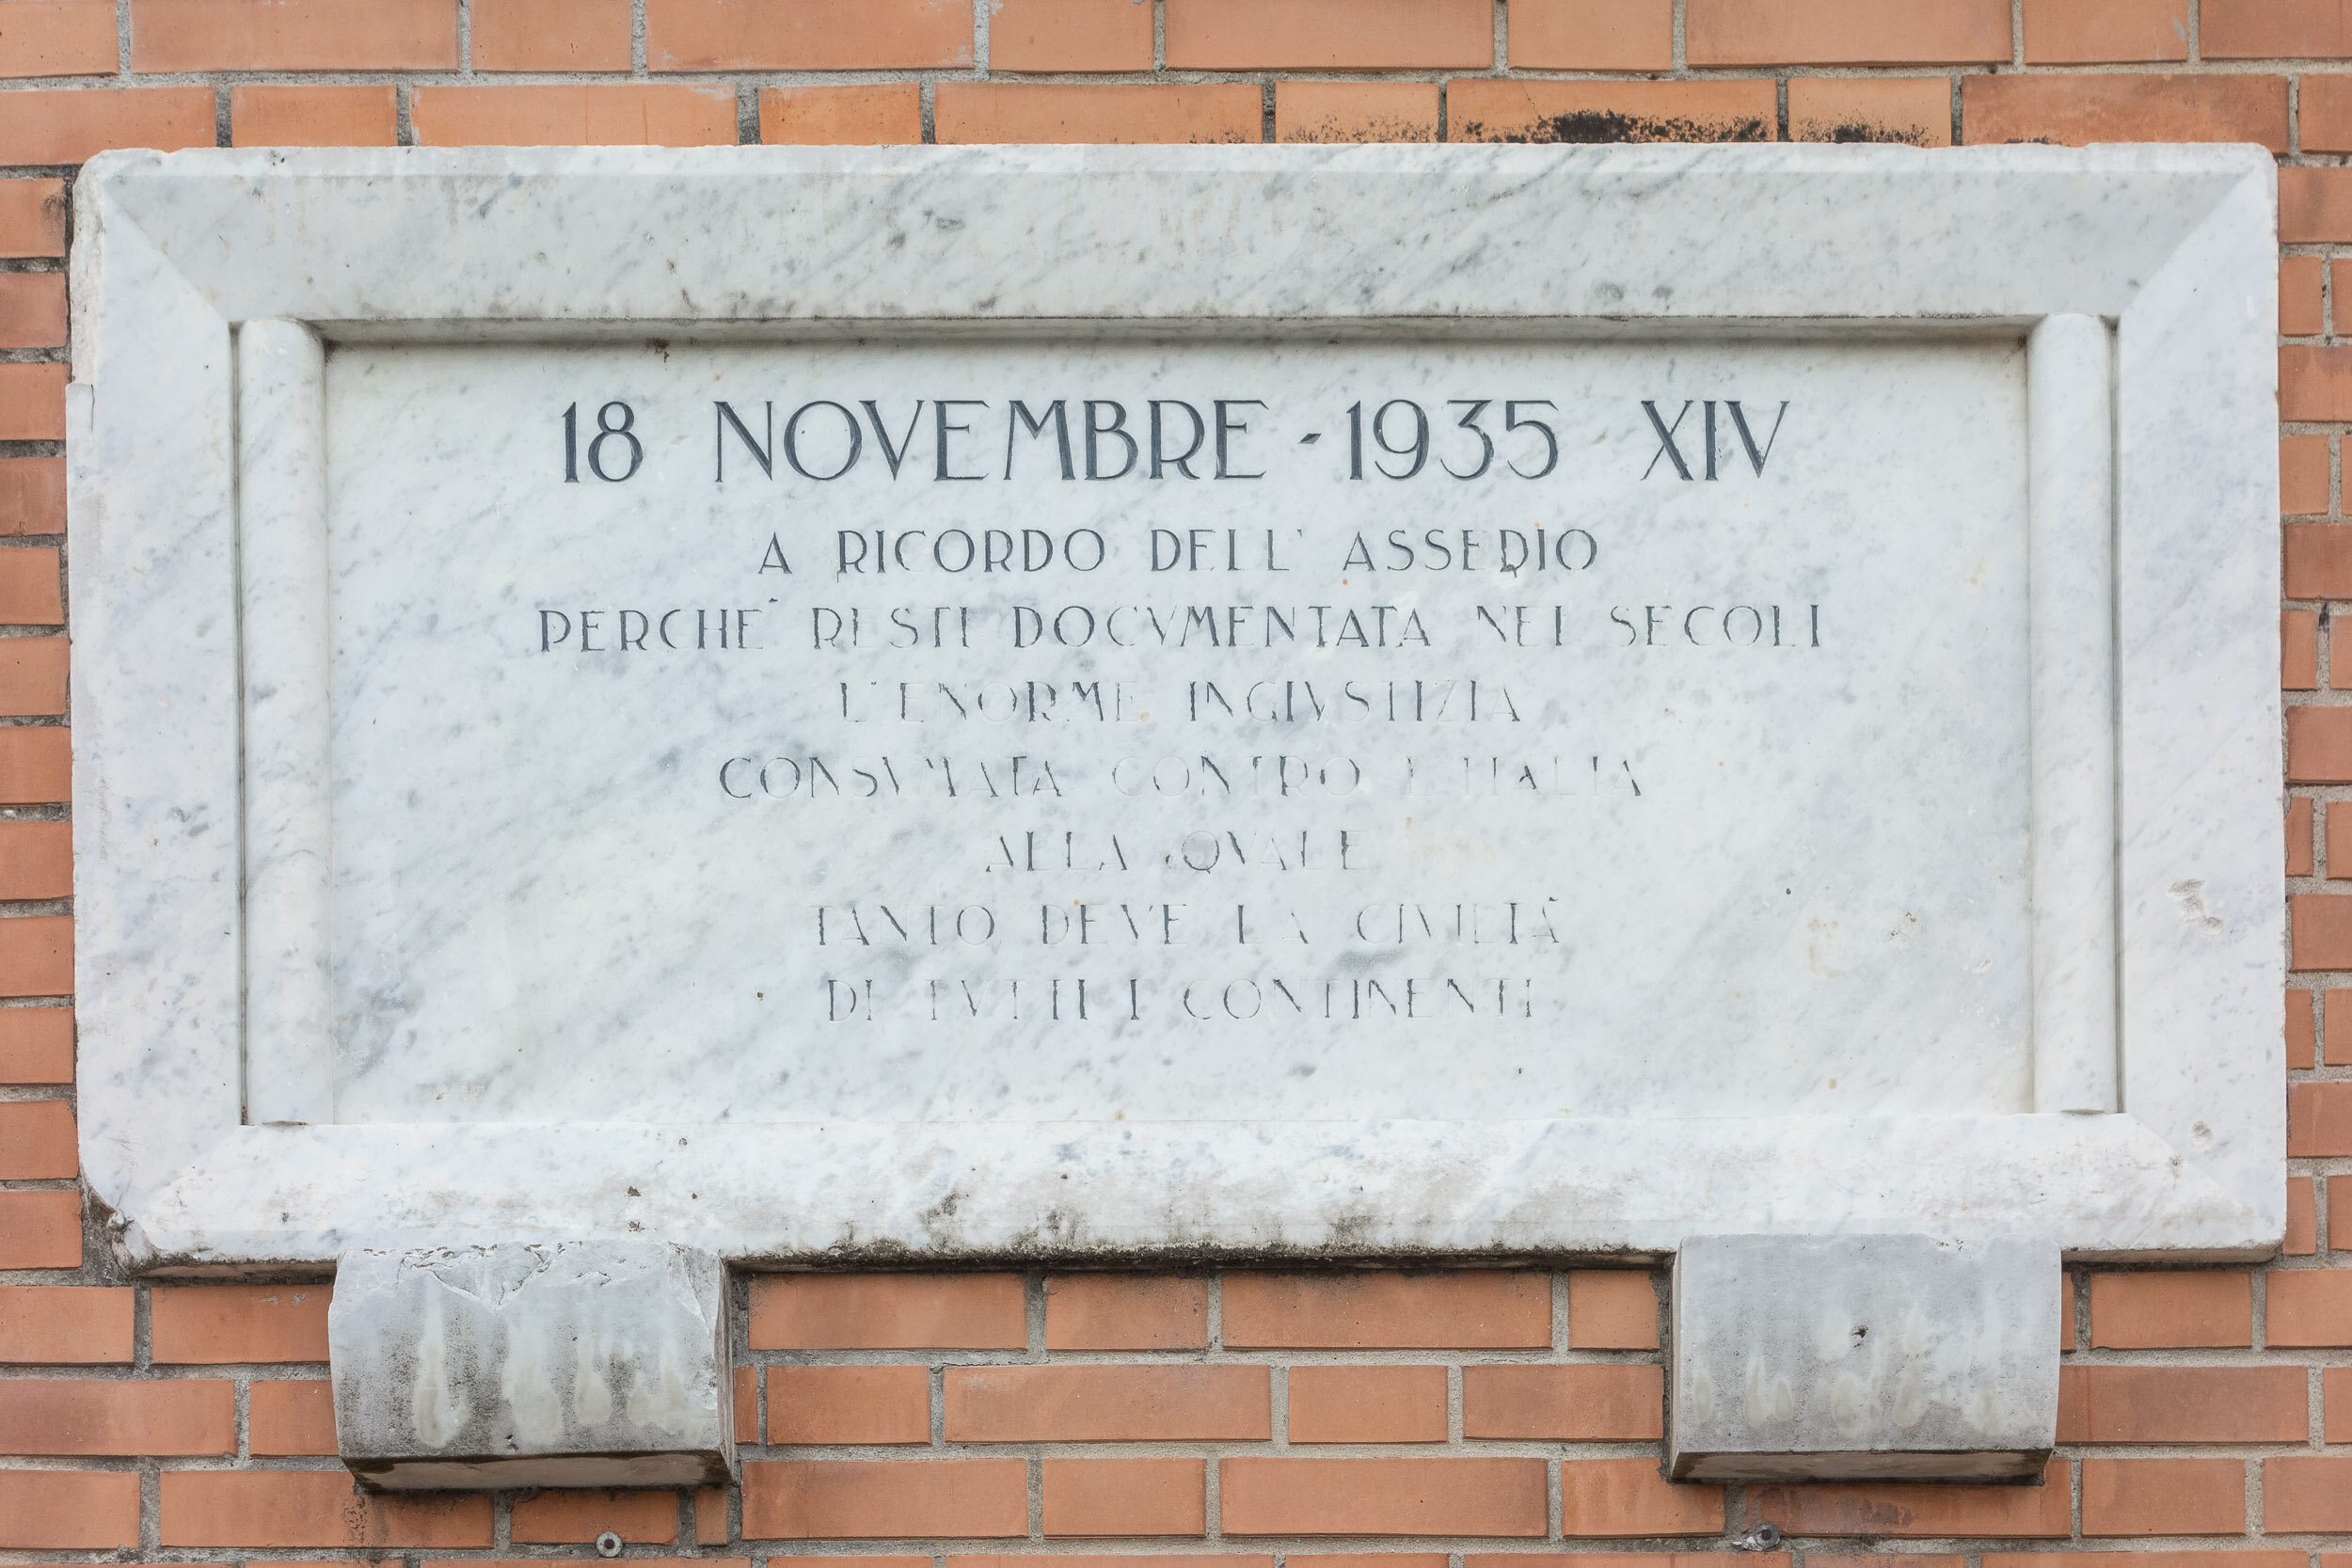 18 NOVEMBRE - 1935 XIV
A RICORDO DELL' ASSEDIO
PERCHE' RESTI DOCVMENTATA NEI SECOLI
L'ENORME INGIVSTIZIA
CONSVMATA CONTRO L'ITALIA
ALLA QVALE
TANTO DEVE LA CIVILTÀ
DI TVTTI I CONTINENTI